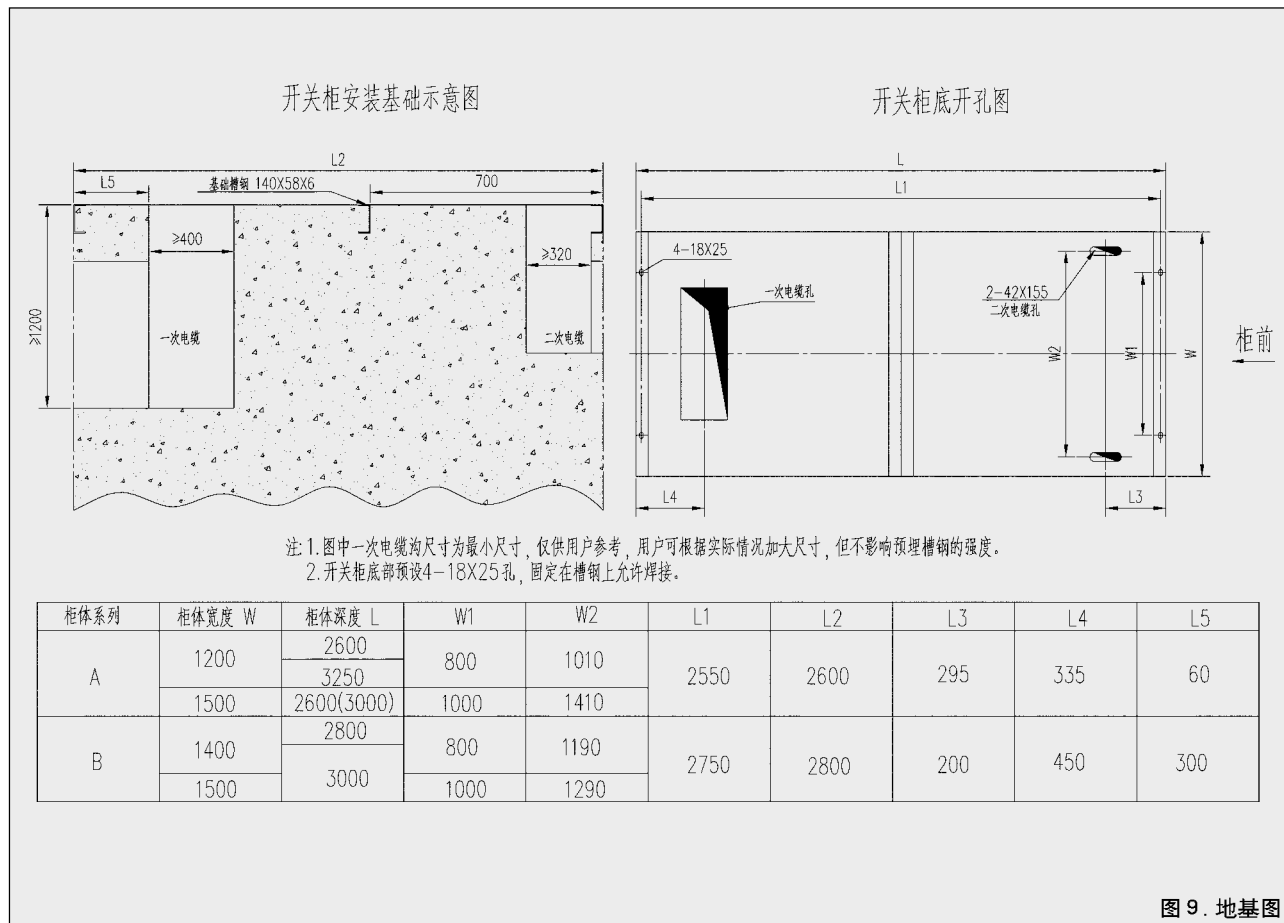 开关柜安装基础示意图
开关柜底开孔图
L2
L5
基础槽钢 140X58X6
700
≥400
≥320
≥1200
一次电缆
二次电缆
L
L1
4-18X25
一次电缆孔
2-42X155
二次电缆孔
W2
W1
W
柜前
L4
L3
注:1.图中一次电缆沟尺寸为最小尺寸，仅供用户参考，用户可根据实际情况加大尺寸，但不影响预埋槽钢的强度。
2.开关柜底部预设4-18X25孔，固定在槽钢上允许焊接。
柜体系列 柜体宽度 W 柜体深度 L W1 W2 L1 L2 L3 L4 L5
A 1200 2600 800 1010 2550 2600 295 335 60
3250
1500 2600(3000) 1000 1410
B 1400 2800 800 1190 2750 2800 200 450 300
3000
1500 1000 1290
图 9 . 地基图